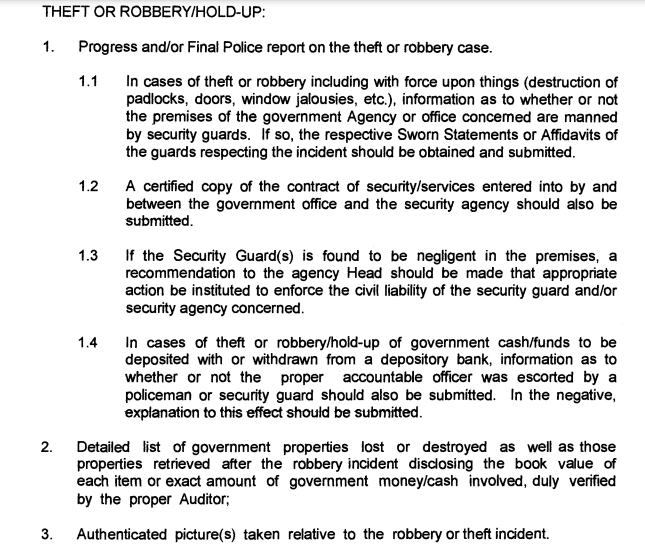 THEFT OR ROBBERY/HOLD-UP:
1. Progress and/or Final Police report on the theft or robbery case.
1.1 In cases of theft or robbery including with force upon things (destruction of
padlocks, doors, window jalousies, etc.), information as to whether or not
the premises of the government Agency or office concerned are manned
by security guards. If so, the respective Sworn Statements or Affidavits of
the guards respecting the incident should be obtained and submitted.
1.2 A certified copy of the contract of security/services entered into by and
between the government office and the security agency should also be
submitted.
1.3 If the Security Guard(s) is found to be negligent in the premises, a
recommendation to the agency Head should be made that appropriate
action be instituted to enforce the civil liability of the security guard and/or
security agency concerned.
1.4 In cases of theft or robbery/hold-up of government cash/funds to be
deposited with or withdrawn from a depository bank, information as to
whether or not the proper accountable officer was escorted by a
policeman or security guard should also be submitted. In the negative,
explanation to this effect should be submitted.
2. Detailed list of government properties lost or destroyed as well as those
properties retrieved after the robbery incident disclosing the book value of
each item or exact amount of government money/cash involved, duly verified
by the proper Auditor;
3. Authenticated picture(s) taken relative to the robbery or theft incident.